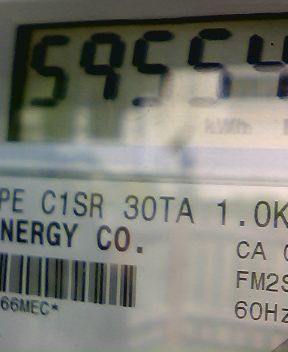 59554
kWh
PE C1SR 30TA 1.0K
NERGY CO.
CA
FM2S
66MEC*
60Hz